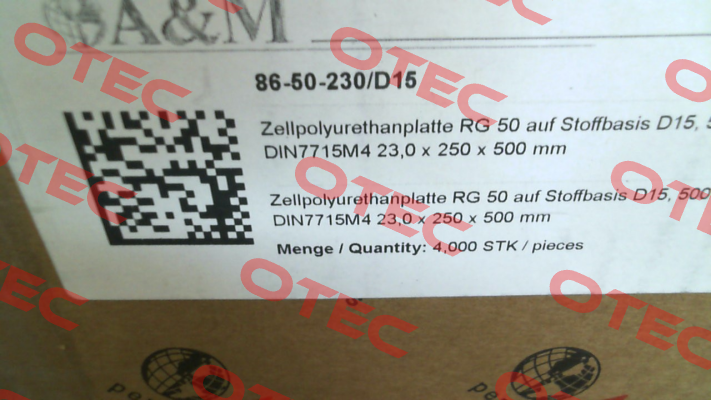 A&M
86-50-230/D15
Zellpolyurethanplatte RG 50 auf Stoffbasis D15,
DIN7715M4 23,0 x 250 x 500 mm
Zellpolyurethanplatte RG 50 auf Stoffbasis D15, 500
DIN7715M4 23,0 x 250 x 500 mm
Menge / Quantity: 4,000 STK / pieces
OTEC
OTEC
OTEC
OTEC
OTEC
OTEC
OTEC
OTEC
OTEC